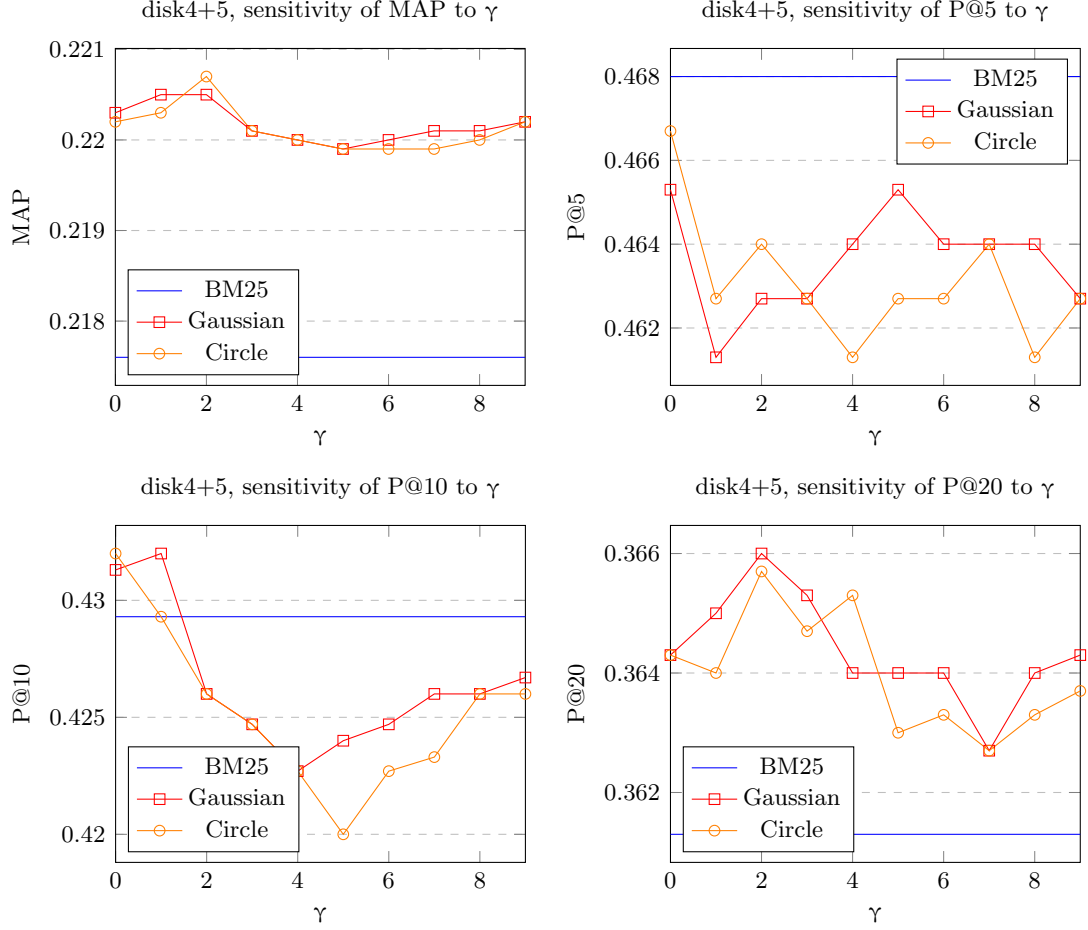 disk4+5, sensitivity of MAP to γ
0.221
0.22
0.219
0.218
MAP
BM25
Gaussian
Circle
0 2 4 6 8
γ
disk4+5, sensitivity of P@5 to γ
0.468
0.466
0.464
0.462
P@5
BM25
Gaussian
Circle
0 2 4 6 8
γ
disk4+5, sensitivity of P@10 to γ
0.43
0.425
0.42
P@10
BM25
Gaussian
Circle
0 2 4 6 8
γ
disk4+5, sensitivity of P@20 to γ
0.366
0.364
0.362
P@20
BM25
Gaussian
Circle
0 2 4 6 8
γ